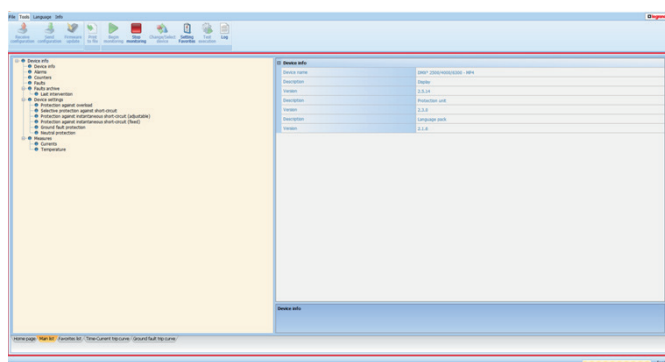 File Tools Language Info
legrand
Receive configuration
Send configuration
Firmware update
Print to file
Begin monitoring
Stop monitoring
Change/Select device
Setting Favorites
Test execution
Log
Device info
Device info
Alarms
Counters
Faults
Faults archive
Last intervention
Device settings
Protection against overload
Selective protection against short-circuit
Protection against instantaneous short-circuit (adjustable)
Protection against instantaneous short-circuit (fixed)
Ground fault protection
Neutral protection
Measures
Currents
Temperature
Device info
Device name
Description Display
Version 2.0.14
Description Protection unit
Version
Description Language pack
Version 2.1.6
Device info
Home page Main list Favorites list Time-Current trip curve Ground fault trip curve